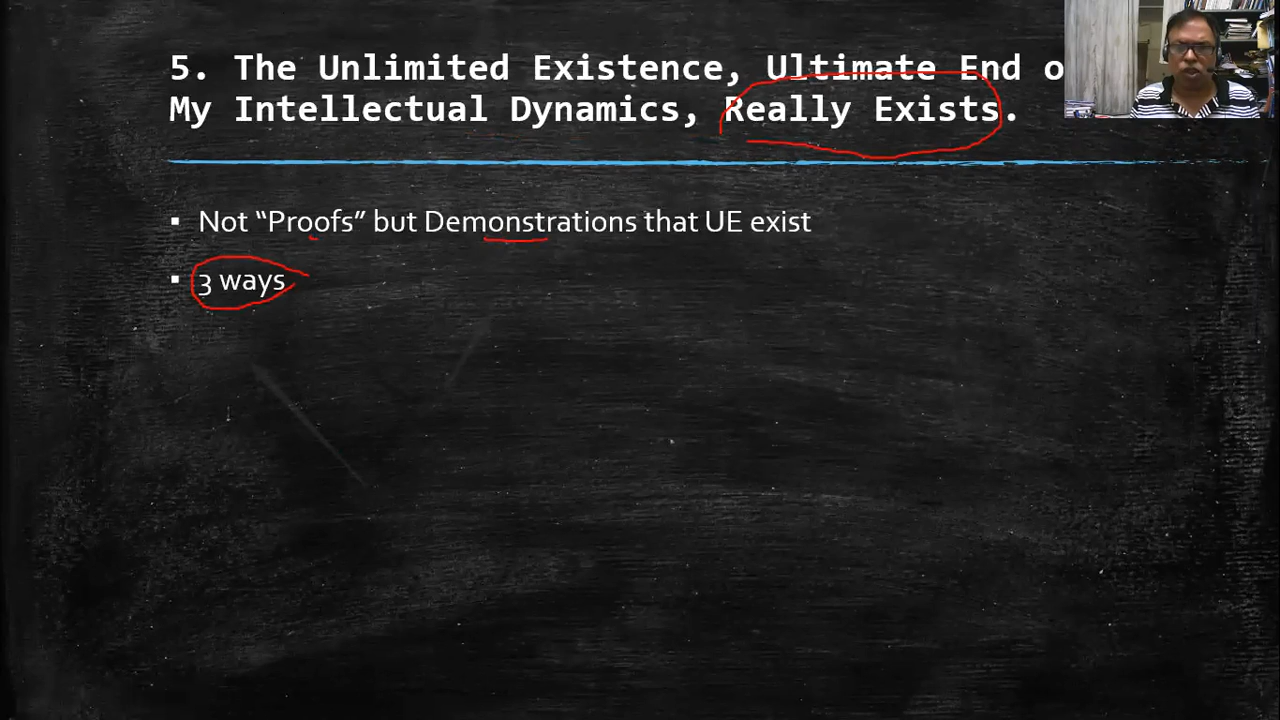 5. The Unlimited Existence, Ultimate End o
My Intellectual Dynamics, Really Exists.
▪ Not “Proofs” but Demonstrations that UE exist
▪ 3 ways